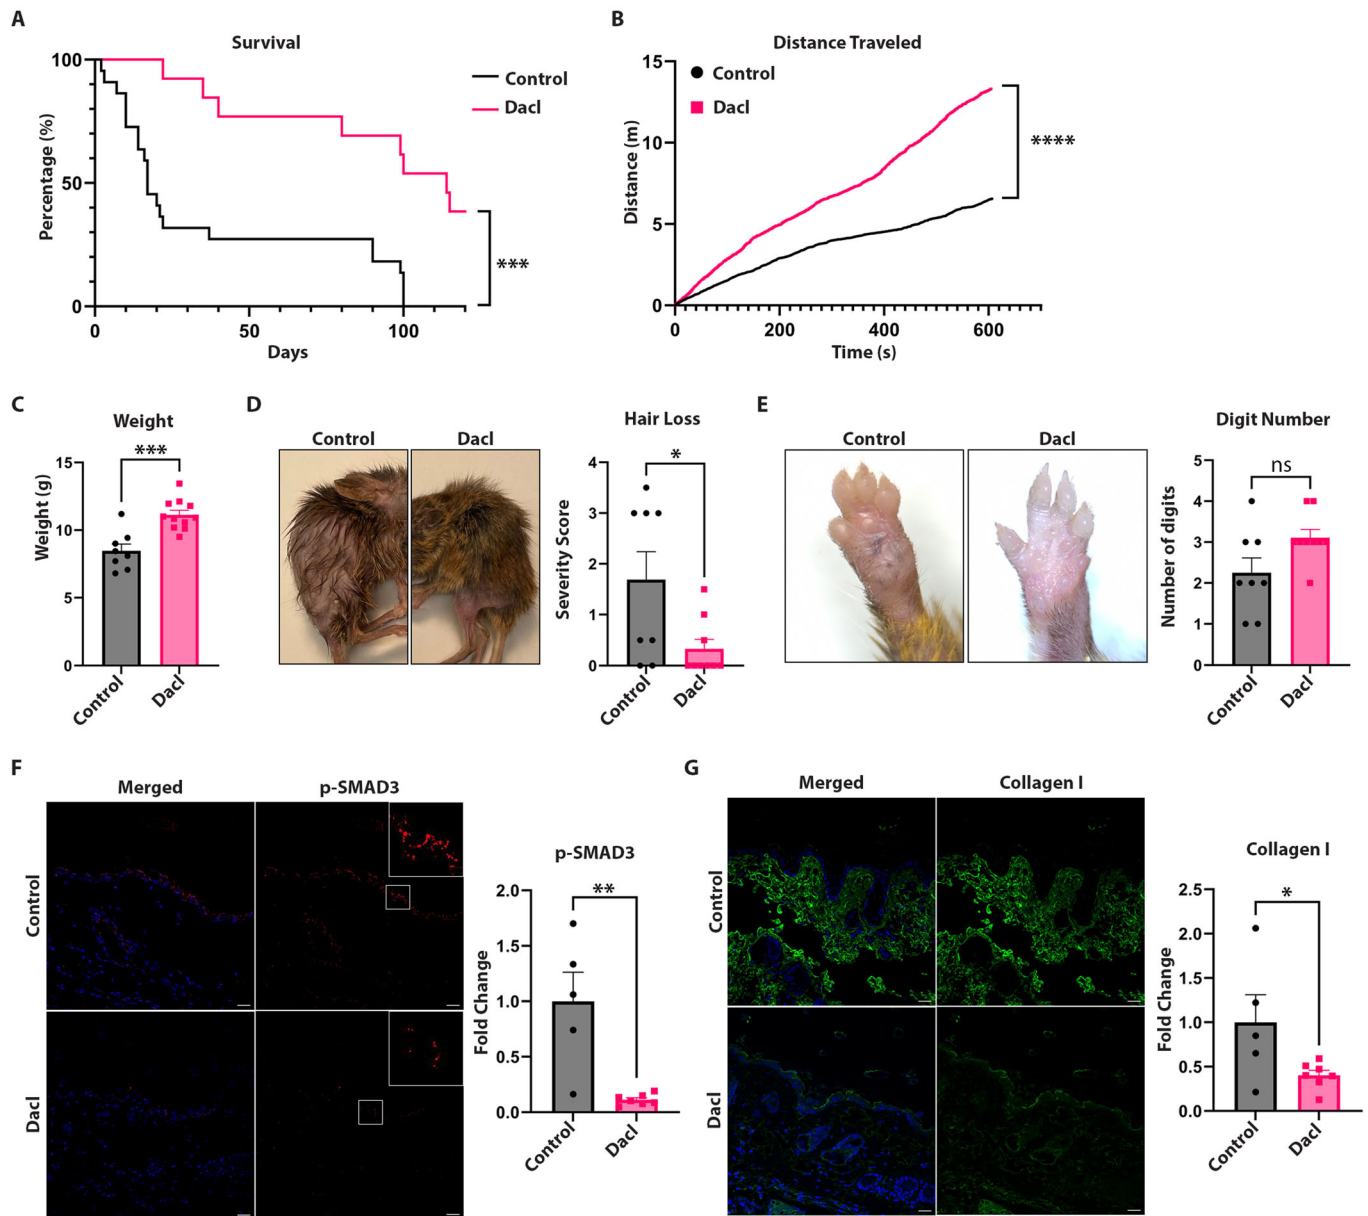 A
Survival
100
50
0
Percentage (%)
0 50 100
Days
Control
Dacl
***
B
Distance Traveled
15
10
5
0
Distance (m)
0 200 400 600
Time (s)
Control
Dacl
****
C
Weight
***
15
10
5
0
Weight (g)
Control Dacl
D
Control Dacl
Hair Loss
*
4
3
2
1
0
Severity Score
Control Dacl
E
Control Dacl
Digit Number
ns
5
4
3
2
1
0
Number of digits
Control Dacl
F
Merged p-SMAD3
Control
Dacl
p-SMAD3
**
2.0
1.5
1.0
0.5
0.0
Fold Change
Control Dacl
G
Merged Collagen I
Control
Dacl
Collagen I
*
2.5
2.0
1.5
1.0
0.5
0.0
Fold Change
Control Dacl